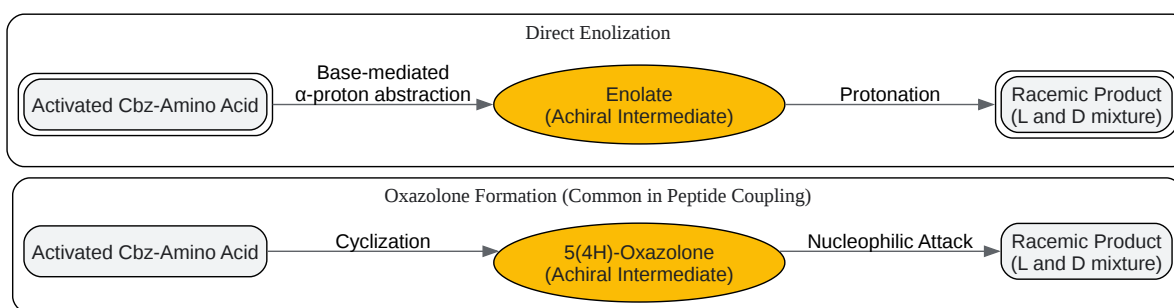 Direct Enolization
Activated Cbz-Amino Acid
Base-mediated
α-proton abstraction
Enolate
(Achiral Intermediate)
Protonation
Racemic Product
(L and D mixture)
Oxazolone Formation (Common in Peptide Coupling)
Activated Cbz-Amino Acid
Cyclization
5(4H)-Oxazolone
(Achiral Intermediate)
Nucleophilic Attack
Racemic Product
(L and D mixture)